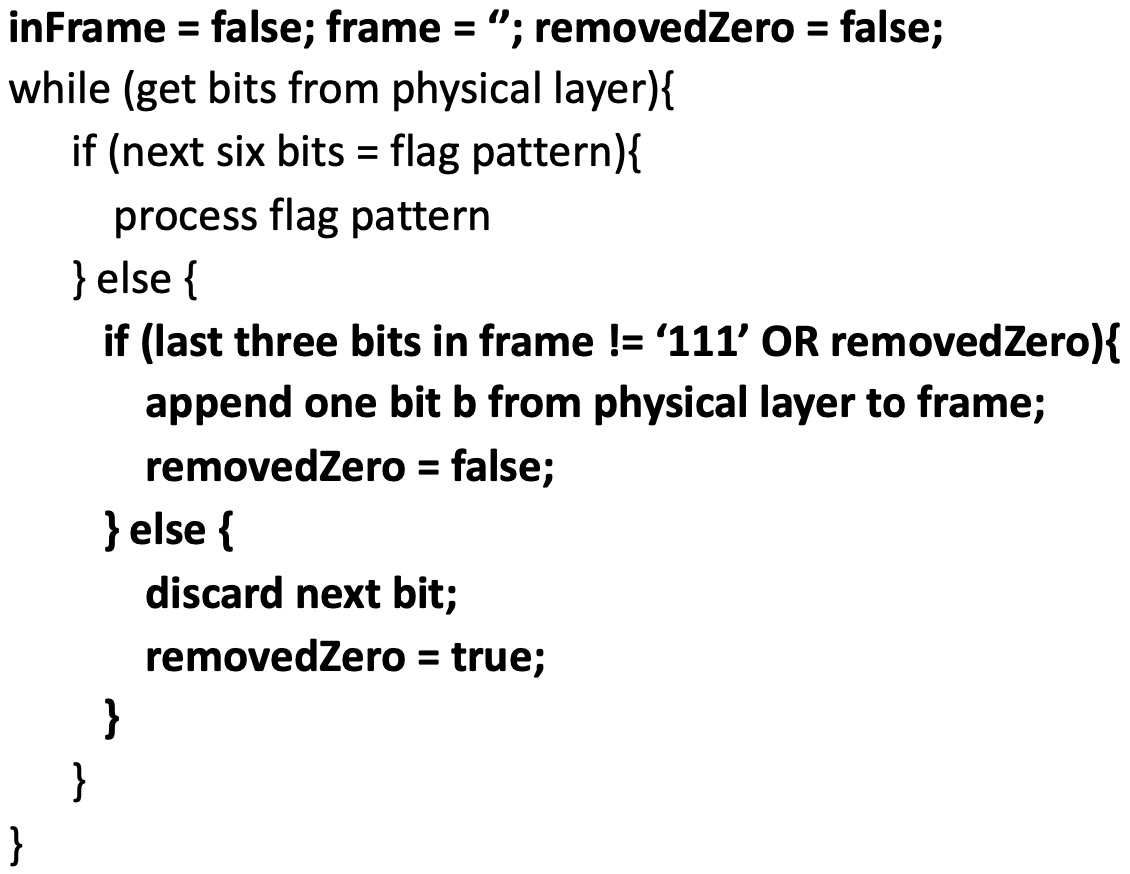 inFrame = false; frame = ‘’; removedZero = false;
while (get bits from physical layer){
if (next six bits = flag pattern){
process flag pattern
} else {
if (last three bits in frame != ‘111’ OR removedZero){
append one bit b from physical layer to frame;
removedZero = false;
} else {
discard next bit;
removedZero = true;
}
}
}